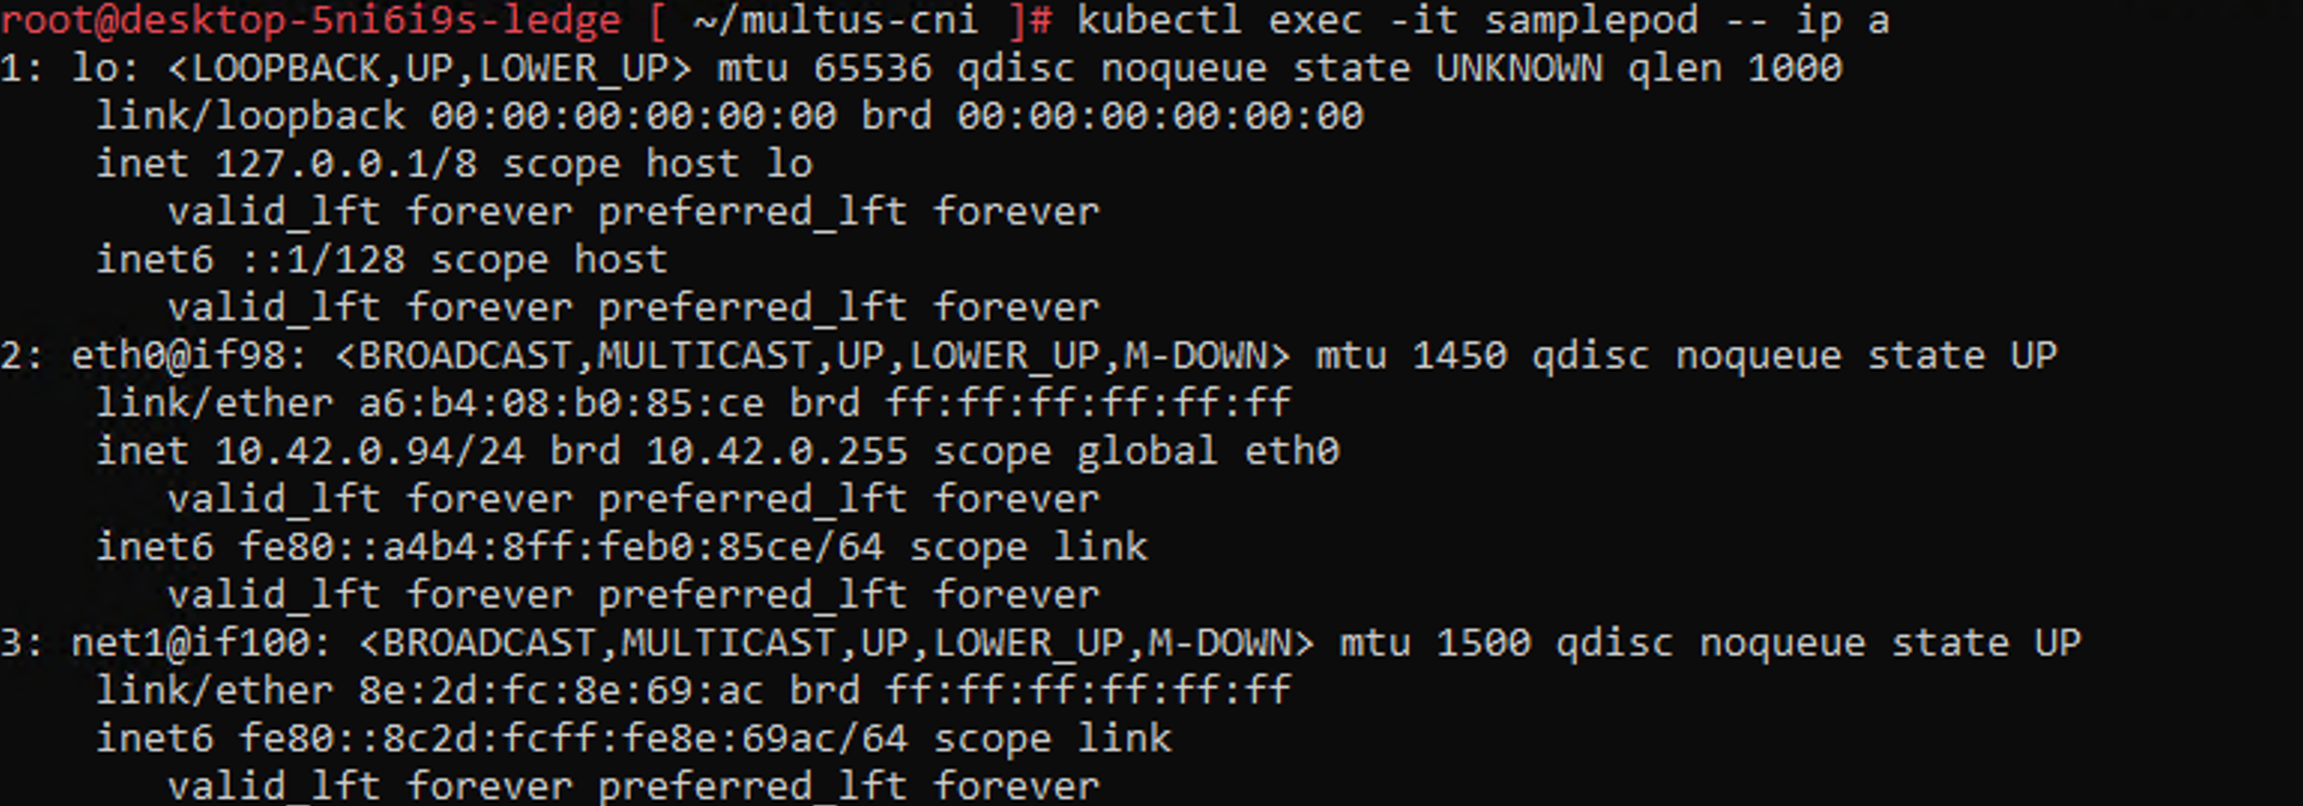 root@desktop-5ni6i9s-ledge [ ~/multus-cni ]# kubectl exec -it samplepod -- ip a
1: lo: <LOOPBACK,UP,LOWER_UP> mtu 65536 qdisc noqueue state UNKNOWN qlen 1000
    link/loopback 00:00:00:00:00:00 brd 00:00:00:00:00:00
    inet 127.0.0.1/8 scope host lo
       valid_lft forever preferred_lft forever
    inet6 ::1/128 scope host
       valid_lft forever preferred_lft forever
2: eth0@if98: <BROADCAST,MULTICAST,UP,LOWER_UP,M-DOWN> mtu 1450 qdisc noqueue state UP
    link/ether a6:b4:08:b0:85:ce brd ff:ff:ff:ff:ff:ff
    inet 10.42.0.94/24 brd 10.42.0.255 scope global eth0
       valid_lft forever preferred_lft forever
    inet6 fe80::a4b4:8ff:feb0:85ce/64 scope link
       valid_lft forever preferred_lft forever
3: net1@if100: <BROADCAST,MULTICAST,UP,LOWER_UP,M-DOWN> mtu 1500 qdisc noqueue state UP
    link/ether 8e:2d:fc:8e:69:ac brd ff:ff:ff:ff:ff:ff
    inet6 fe80::8c2d:fcff:fe8e:69ac/64 scope link
       valid_lft forever preferred_lft forever